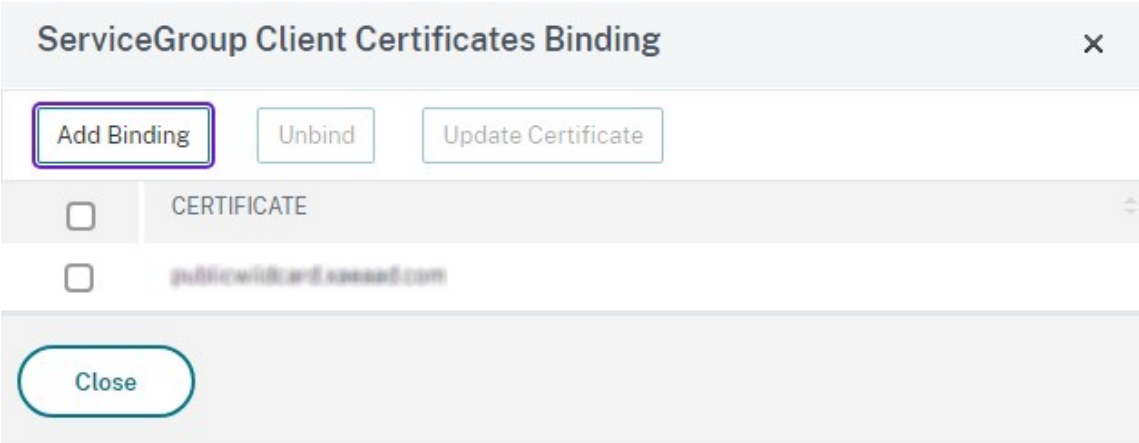 ServiceGroup Client Certificates Binding
Add Binding Unbind Update Certificate
CERTIFICATE
Close